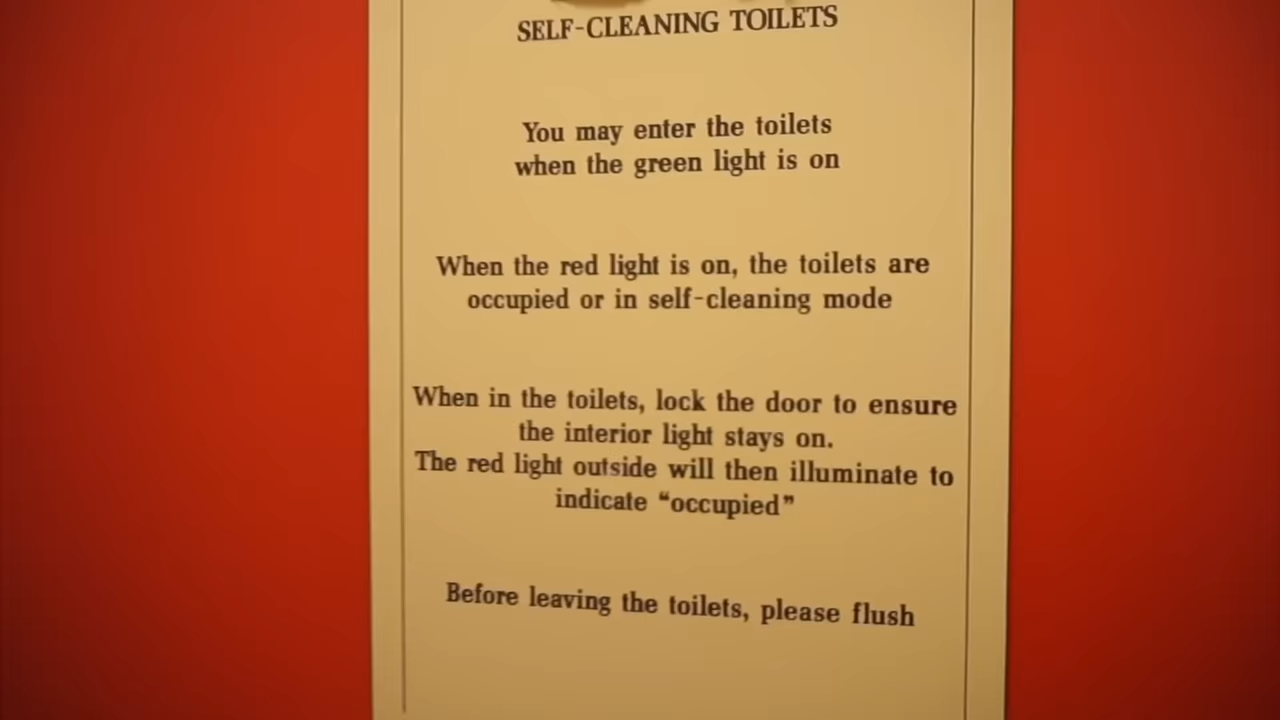 SELF-CLEANING TOILETS
You may enter the toilets
when the green light is on
When the red light is on, the toilets are
occupied or in self-cleaning mode
When in the toilets, lock the door to ensure
the interior light stays on.
The red light outside will then illuminate to
indicate “occupied”
Before leaving the toilets, please flush